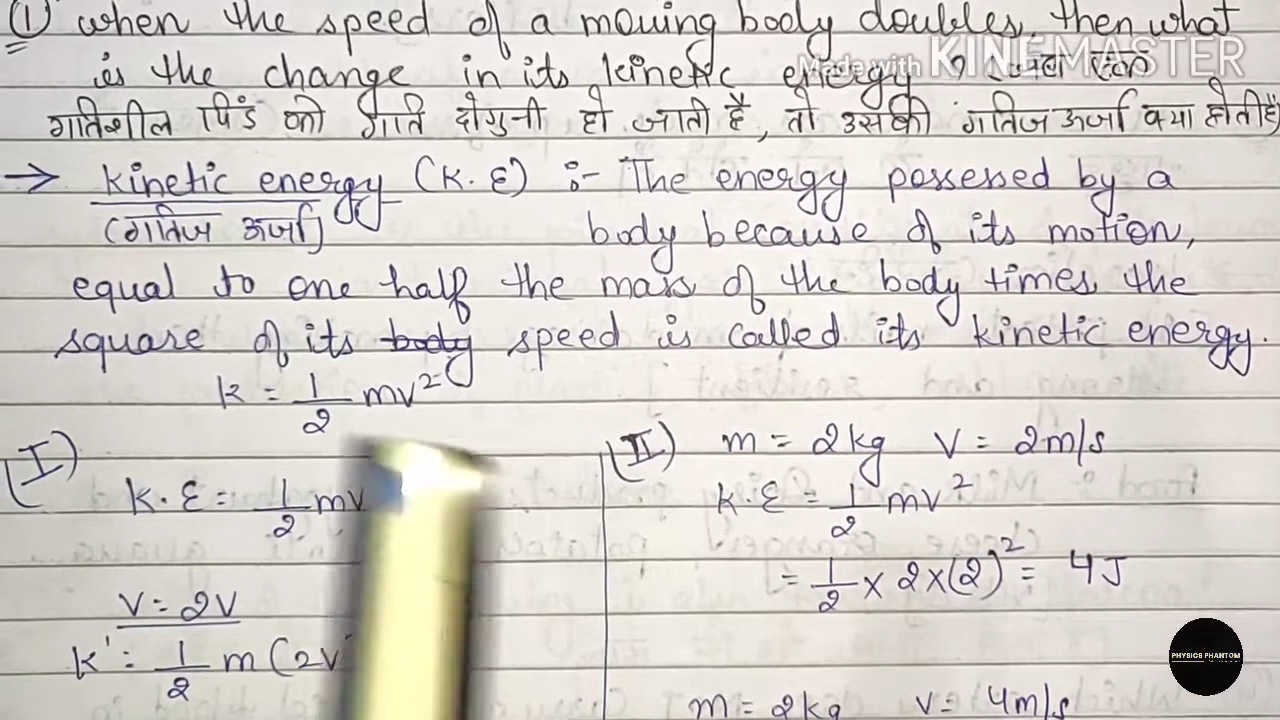 ① when the speed of a moving body doubles, then what
is the change in its kinetic energy ? (जब एक
Made with KINEMASTER
गतिशील पिंड की गति दोगुनी हो जाती है, तो उसकी गतिज ऊर्जा क्या होती है)
→ Kinetic energy (K.E) :- The energy possessed by a
(गतिज ऊर्जा) body because of its motion,
equal to one half the mass of the body times the
square of its body speed is called its kinetic energy.
K = 1/2 mv²
(I)
K.E = 1/2 mv
V = 2V
K' = 1/2 m (2V
(II) m = 2kg V = 2m/s
K.E = 1/2 mv²
= 1/2 × 2×(2)² = 4J
m = 2kg V = 4m/s
PHYSICS PHANTOM